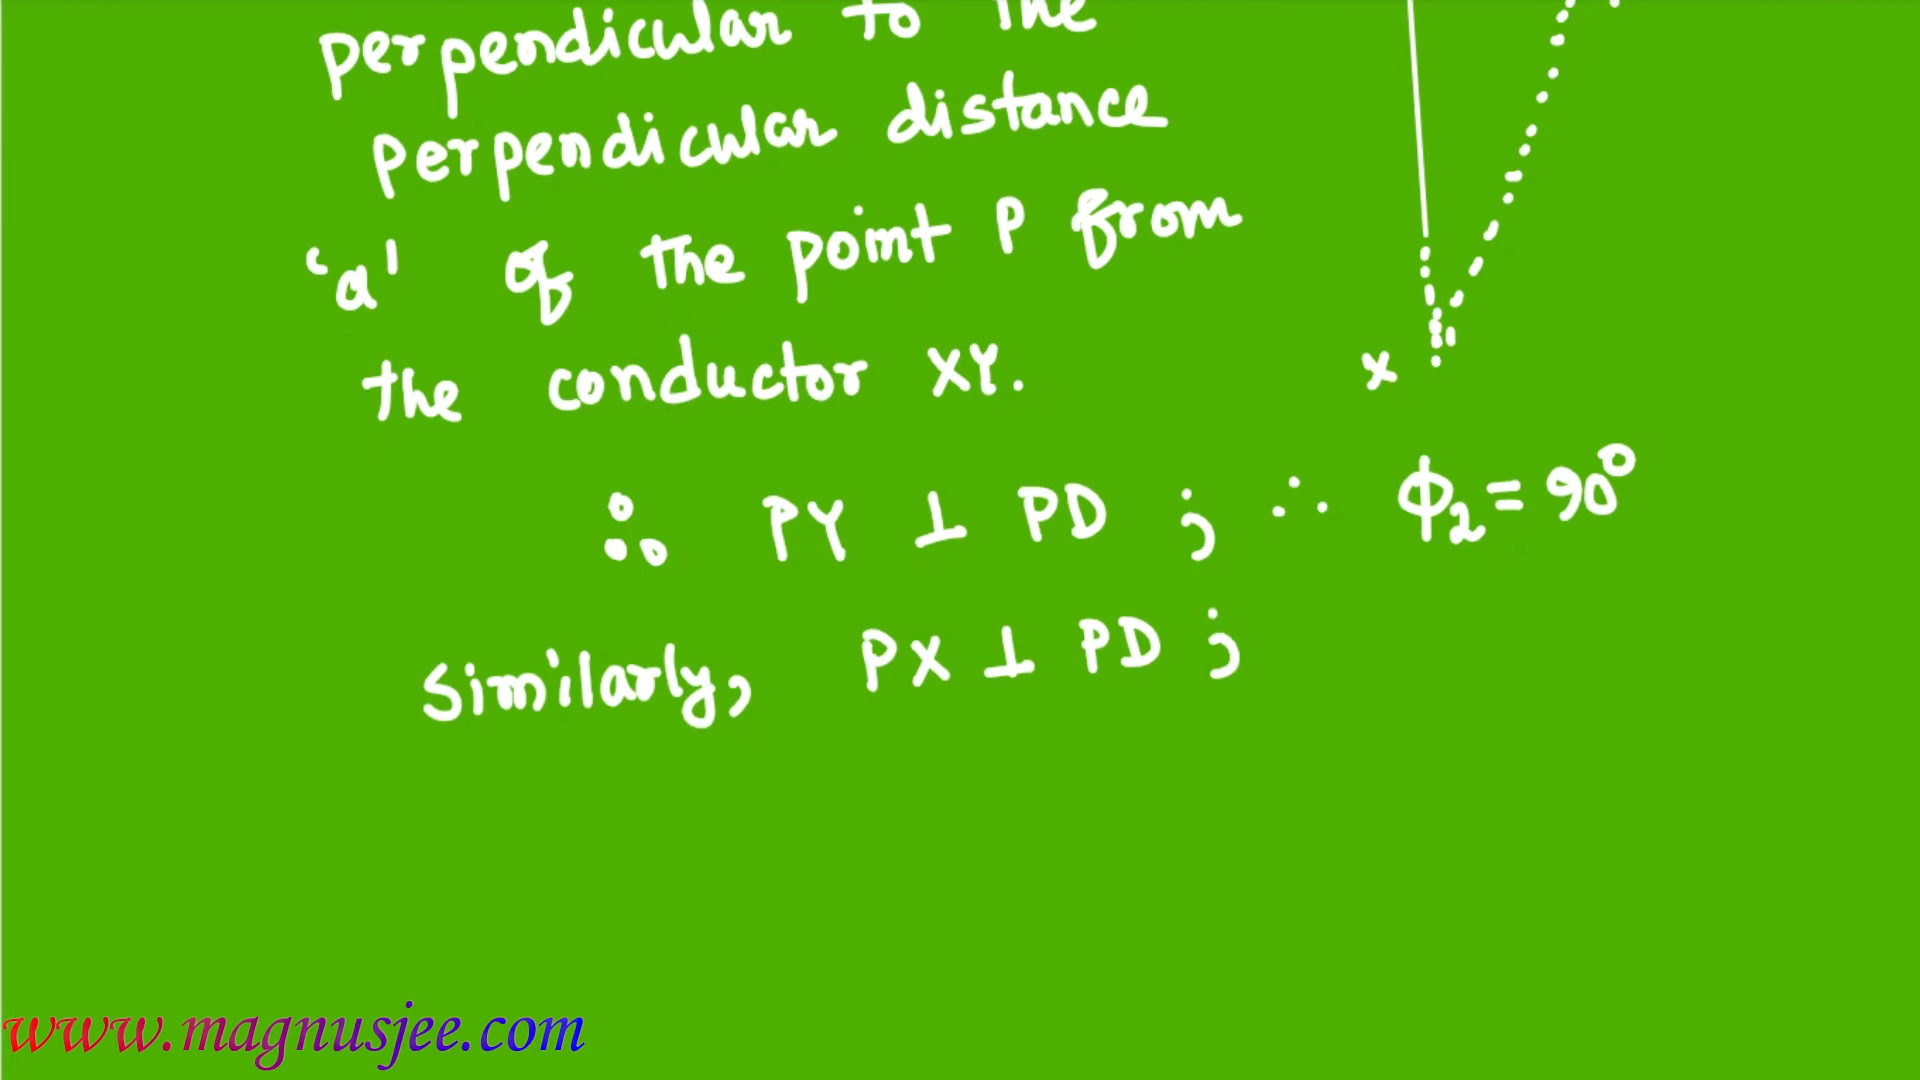 perpendicular to the
perpendicular distance
'a' of the point P from
the conductor XY.
X
∴ PY ⊥ PD ; ∴ Φ₂ = 90°
Similarly, PX ⊥ PD ;
www.magnusjee.com